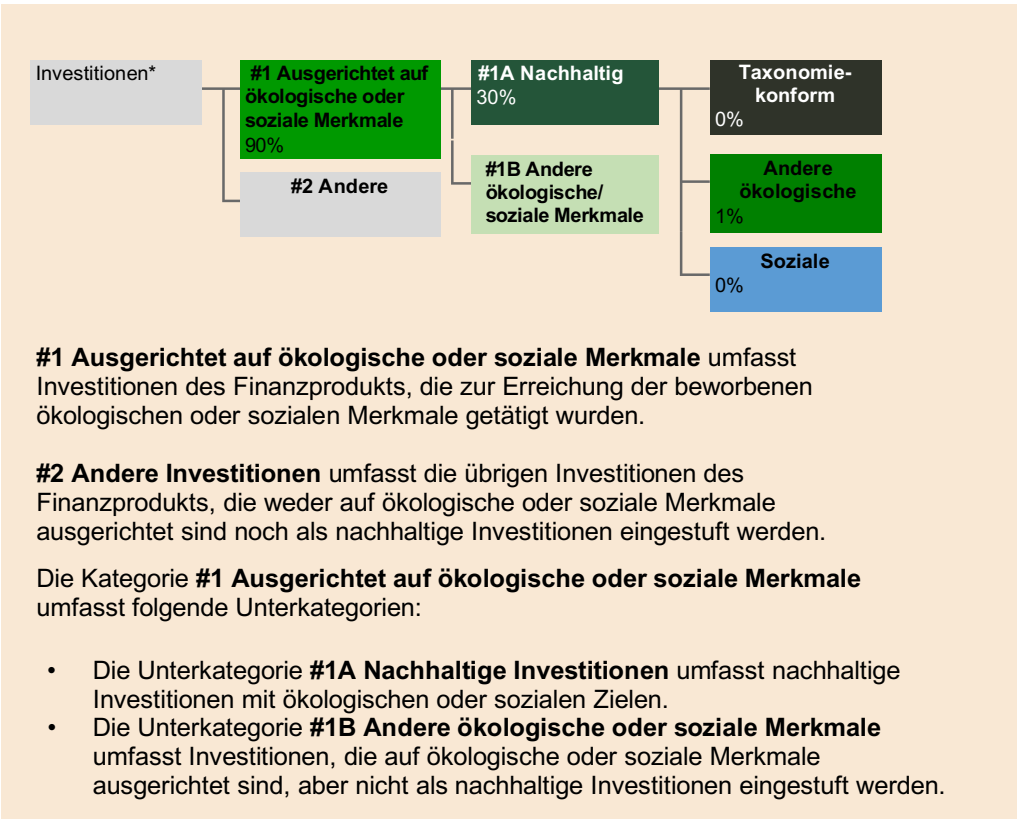 Investitionen*
#1 Ausgerichtet auf
ökologische oder
soziale Merkmale
90%
#2 Andere
#1A Nachhaltig
30%
#1B Andere
ökologische/
soziale Merkmale
Taxonomie-
konform
0%
Andere
ökologische
1%
Soziale
0%
#1 Ausgerichtet auf ökologische oder soziale Merkmale umfasst
Investitionen des Finanzprodukts, die zur Erreichung der beworbenen
ökologischen oder sozialen Merkmale getätigt wurden.
#2 Andere Investitionen umfasst die übrigen Investitionen des
Finanzprodukts, die weder auf ökologische oder soziale Merkmale
ausgerichtet sind noch als nachhaltige Investitionen eingestuft werden.
Die Kategorie #1 Ausgerichtet auf ökologische oder soziale Merkmale
umfasst folgende Unterkategorien:
• Die Unterkategorie #1A Nachhaltige Investitionen umfasst nachhaltige
Investitionen mit ökologischen oder sozialen Zielen.
• Die Unterkategorie #1B Andere ökologische oder soziale Merkmale
umfasst Investitionen, die auf ökologische oder soziale Merkmale
ausgerichtet sind, aber nicht als nachhaltige Investitionen eingestuft werden.